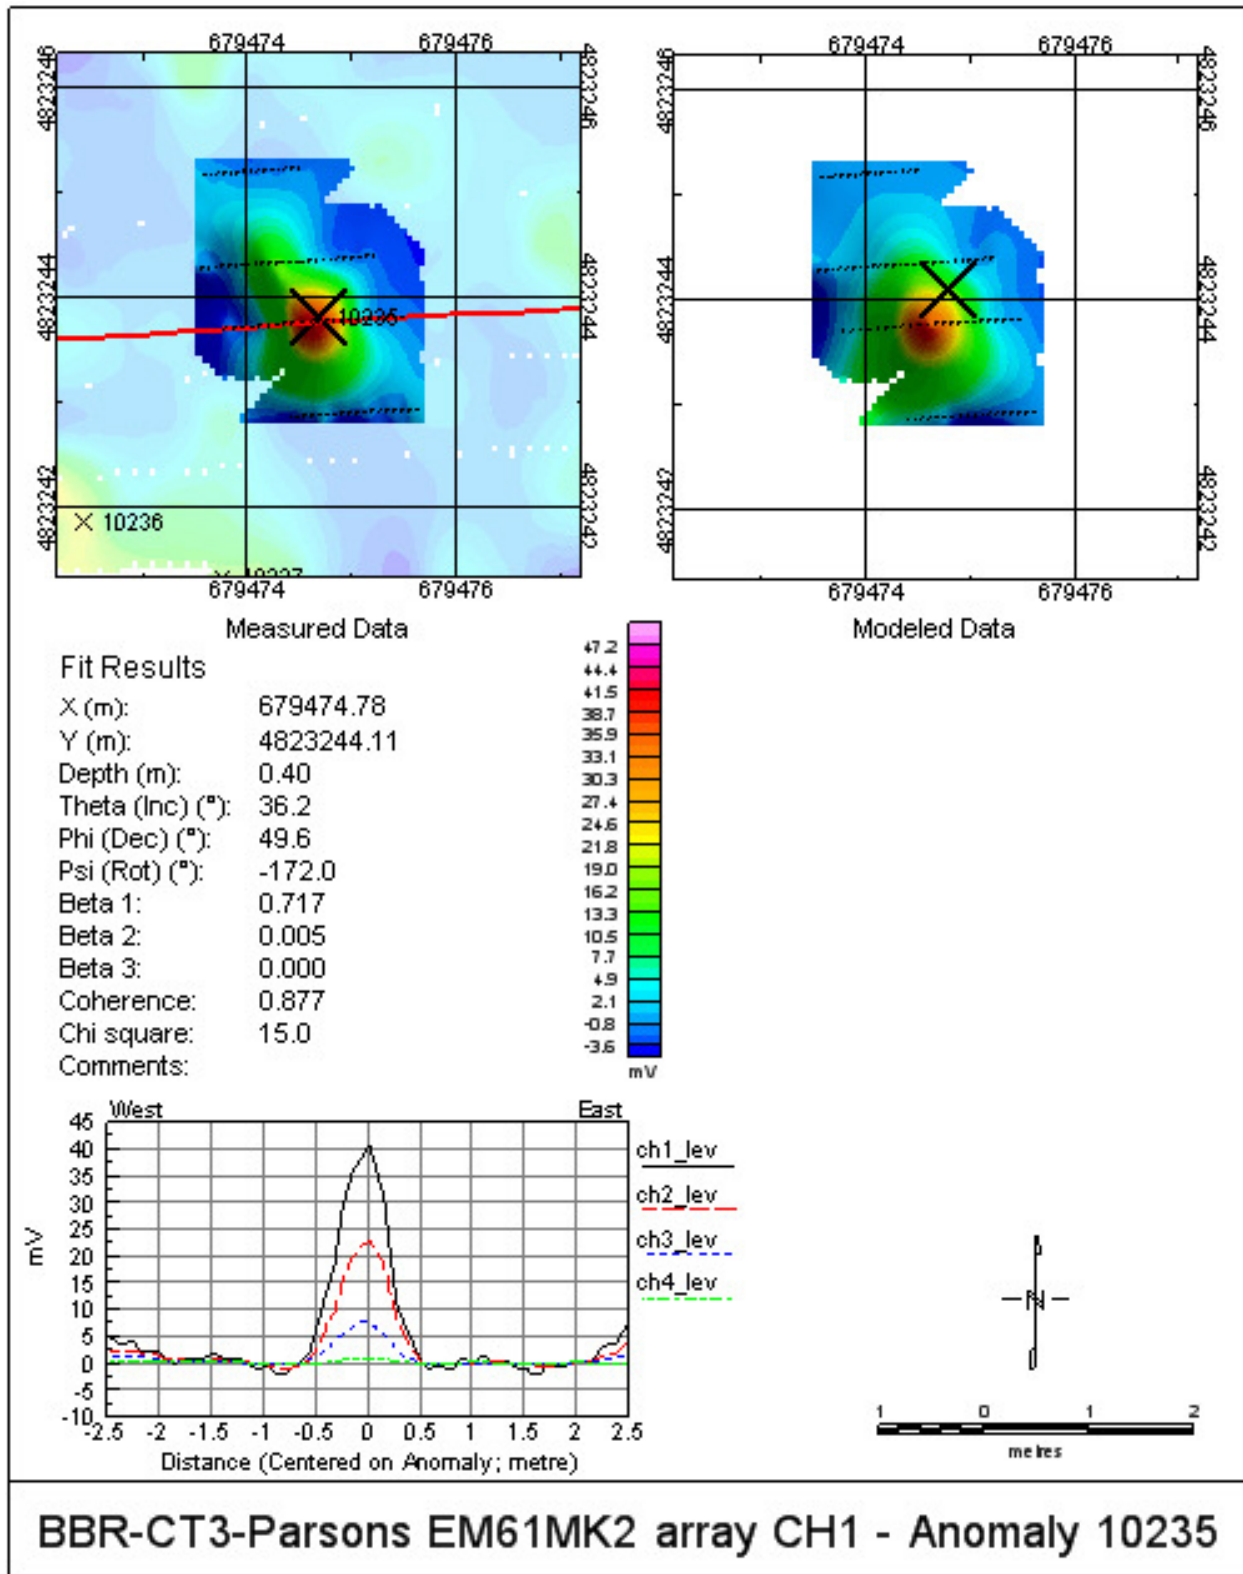 679474 679476 679474 679476
4823246 4823246 4823246 4823246
4823244 4823244 4823244 4823244
10235
4823242 4823242 4823242 4823242
10236
679474 679476 679474 679476
Measured Data Modeled Data
Fit Results
X (m): 679474.78
Y (m): 4823244.11
Depth (m): 0.40
Theta (Inc) (°): 36.2
Phi (Dec) (°): 49.6
Psi (Rot) (°): -172.0
Beta 1: 0.717
Beta 2: 0.005
Beta 3: 0.000
Coherence: 0.877
Chi square: 15.0
Comments:
47.2
44.4
41.5
38.7
35.9
33.1
30.3
27.4
24.6
21.8
19.0
16.2
13.3
10.5
7.7
4.9
2.1
-0.8
-3.6
mV
West East
45
40
35
30
25
20
15
10
5
0
-5
-10
mV
-2.5 -2 -1.5 -1 -0.5 0 0.5 1 1.5 2 2.5
Distance (Centered on Anomaly; metre)
ch1_lev
ch2_lev
ch3_lev
ch4_lev
N
1 0 1 2
metres
BBR-CT3-Parsons EM61MK2 array CH1 - Anomaly 10235